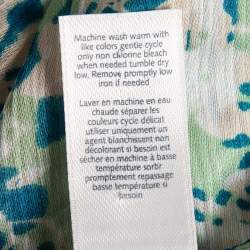 Machine wash warm with
like colors gentle cycle
only non chlorine bleach
when needed tumble dry
low. Remove promptly low
iron if needed
Laver en machine en eau
chaude séparer les
couleurs cycle délicat
utiliser uniquement un
agent blanchissant non
décolorant si besoin est
sécher en machine à basse
température sortir
promptement repassage
basse température si
besoin